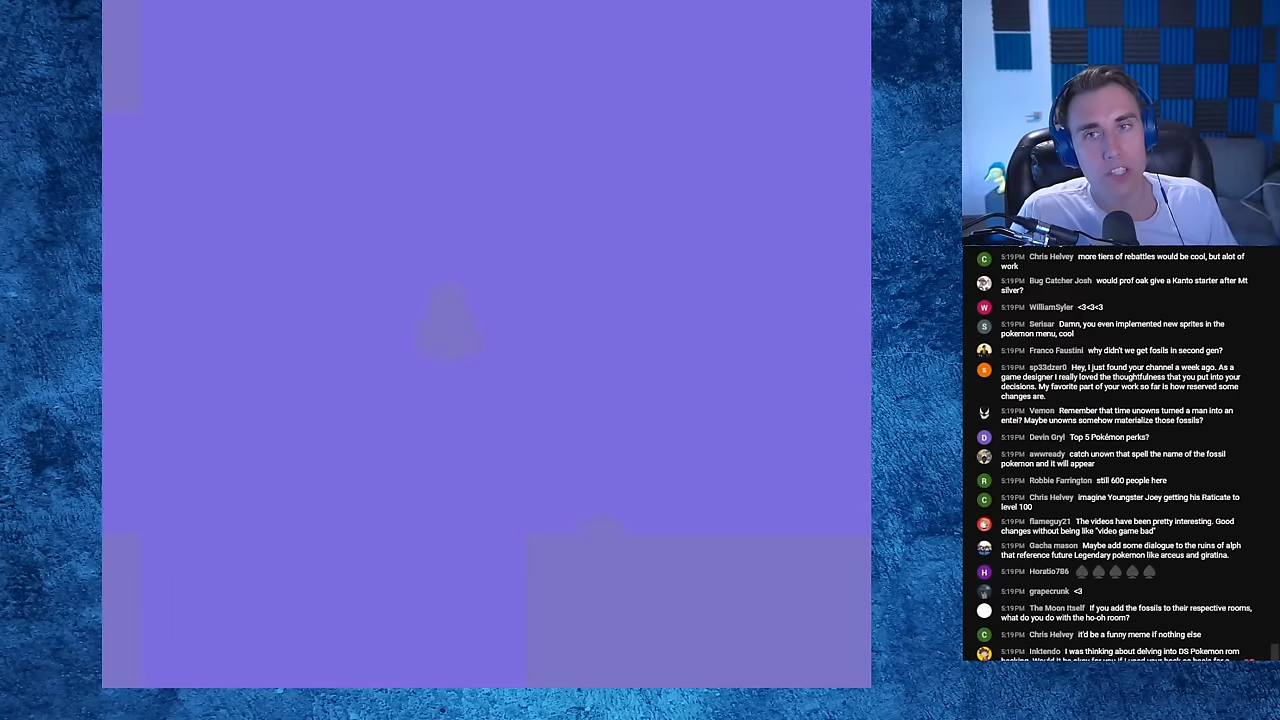 5:19PM Chris Helvey more tiers of rebattles would be cool, but alot of
work
5:19PM Bug Catcher Josh would prof oak give a Kanto starter after Mt
silver?
5:19PM WilliamSyler <3<3<3
5:19PM Serisar Damn, you even implemented new sprites in the
pokemon menu, cool
5:19PM Franco Faustini why didn't we get fosils in second gen?
5:19PM sp33dzer0 Hey, I just found your channel a week ago. As a
game designer I really loved the thoughtfulness that you put into your
decisions. My favorite part of your work so far is how reserved some
changes are.
5:19PM Vernon Remember that time unowns turned a man into an
entei? Maybe unowns somehow materialize those fossils?
5:19PM Devin Gryl Top 5 Pokémon perks?
5:19PM awwready catch unown that spell the name of the fossil
pokemon and it will appear
5:19PM Robbie Farrington still 600 people here
5:19PM Chris Helvey imagine Youngster Joey getting his Raticate to
level 100
5:19PM flameguy21 The videos have been pretty interesting. Good
changes without being like "video game bad"
5:19PM Gacha mason Maybe add some dialogue to the ruins of alph
that reference future Legendary pokemon like arceus and giratina.
5:19PM Horatio786 ♠♠♠♠♠
5:19PM grapecrunk <3
5:19PM The Moon Itself If you add the fossils to their respective rooms,
what do you do with the ho-oh room?
5:19PM Chris Helvey it'd be a funny meme if nothing else
5:19PM Inktendo I was thinking about delving into DS Pokemon rom